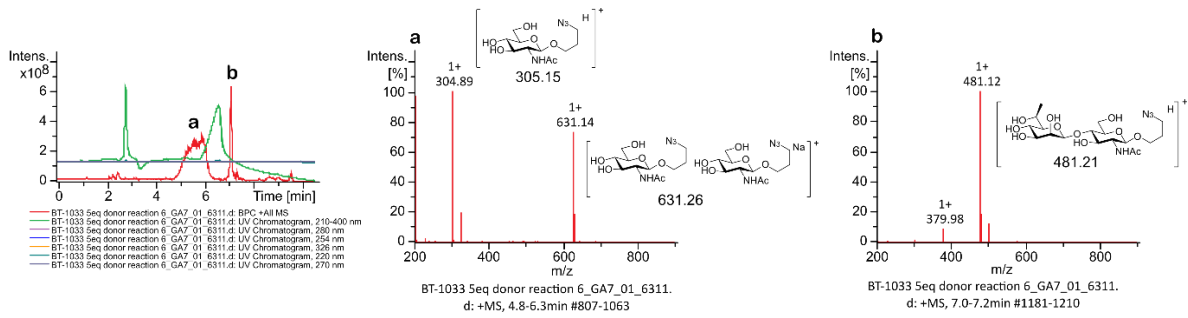 Intens.
x10⁸
6
4
2
0
a
b
0 2 4 6
Time [min]
BT-1033 5eq donor reaction 6_GA7_01_6311.d: BPC +All MS
BT-1033 5eq donor reaction 6_GA7_01_6311.d: UV Chromatogram, 210-400 nm
BT-1033 5eq donor reaction 6_GA7_01_6311.d: UV Chromatogram, 280 nm
BT-1033 5eq donor reaction 6_GA7_01_6311.d: UV Chromatogram, 254 nm
BT-1033 5eq donor reaction 6_GA7_01_6311.d: UV Chromatogram, 326 nm
BT-1033 5eq donor reaction 6_GA7_01_6311.d: UV Chromatogram, 220 nm
BT-1033 5eq donor reaction 6_GA7_01_6311.d: UV Chromatogram, 270 nm
a
Intens.
[%]
100
80
60
40
20
0
200 400 600 800
m/z
1+
304.89
1+
631.14
N₃ H +
OH
HO
HO
O
O
NHAc
305.15
N₃ Na +
OH OH
HO HO
HO HO
O O
O O
N₃
NHAc NHAc
631.26
BT-1033 5eq donor reaction 6_GA7_01_6311.
d: +MS, 4.8-6.3min #807-1063
b
Intens.
[%]
100
80
60
40
20
0
200 400 600 800
m/z
1+
379.98
1+
481.12
N₃ H +
HO OH OH
HO
HO
O O O
HO
O
NHAc
481.21
BT-1033 5eq donor reaction 6_GA7_01_6311.
d: +MS, 7.0-7.2min #1181-1210